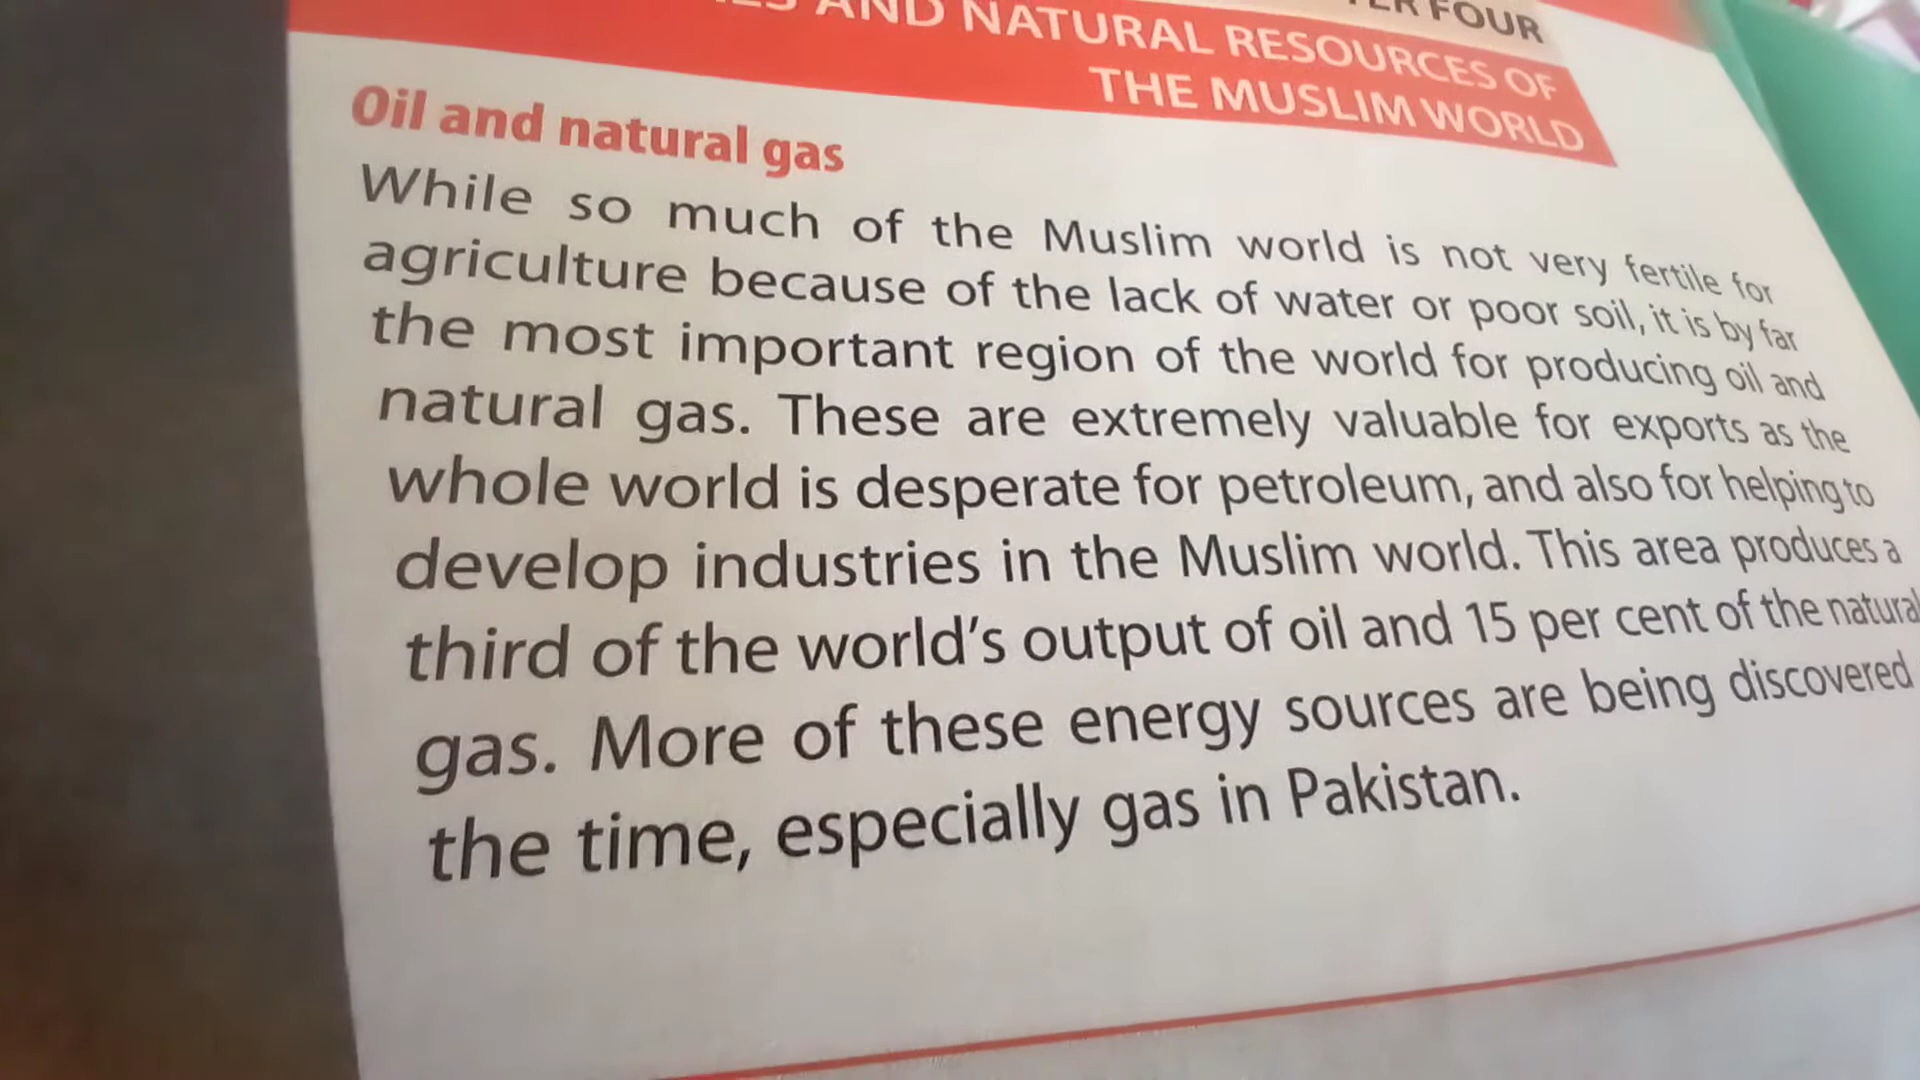 FOUR
AND NATURAL RESOURCES OF
THE MUSLIM WORLD
Oil and natural gas
While so much of the Muslim world is not very fertile for
agriculture because of the lack of water or poor soil, it is by far
the most important region of the world for producing oil and
natural gas. These are extremely valuable for exports as the
whole world is desperate for petroleum, and also for helping to
develop industries in the Muslim world. This area produces a
third of the world's output of oil and 15 per cent of the natural
gas. More of these energy sources are being discovered
the time, especially gas in Pakistan.